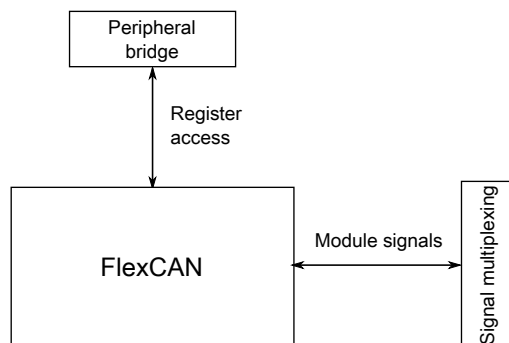 Peripheral
bridge
Register
access
FlexCAN
Module signals
Signal multiplexing